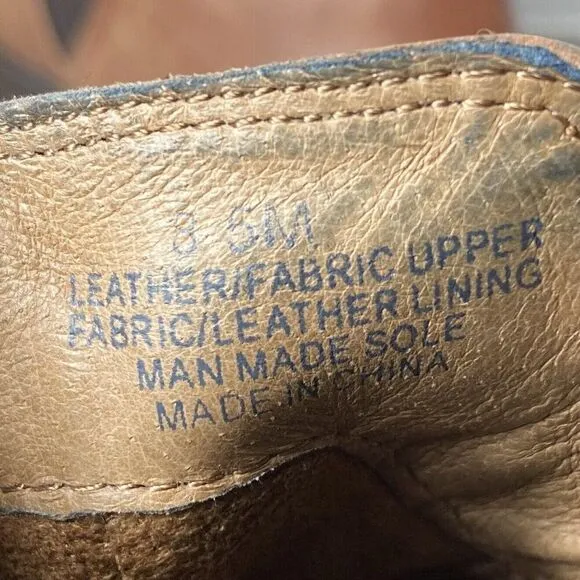 8.5M
LEATHER/FABRIC UPPER
FABRIC/LEATHER LINING
MAN MADE SOLE
MADE IN CHINA